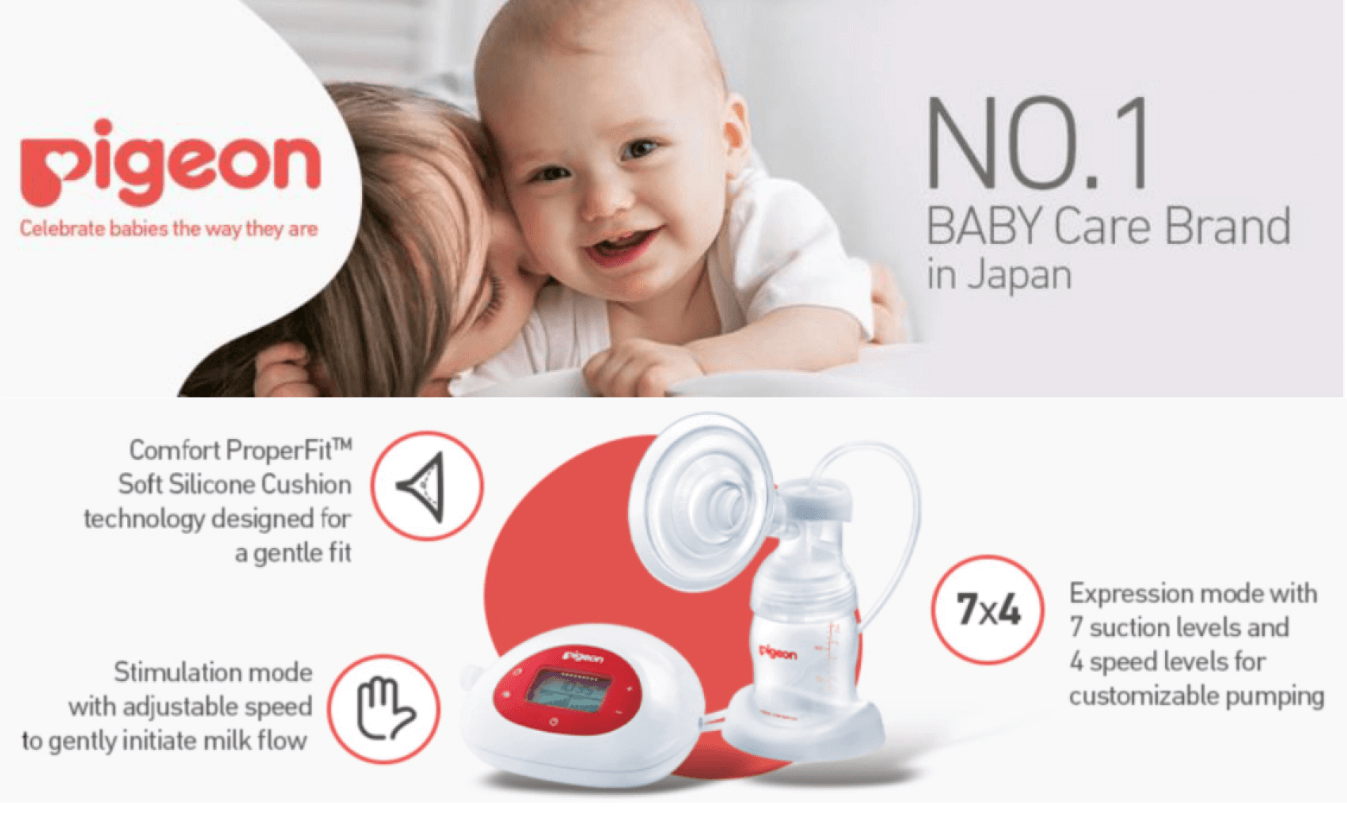 pigeon
Celebrate babies the way they are
NO.1
BABY Care Brand
in Japan
Comfort ProperFit™
Soft Silicone Cushion
technology designed for
a gentle fit
Stimulation mode
with adjustable speed
to gently initiate milk flow
pigeon
pigeon
7x4
Expression mode with
7 suction levels and
4 speed levels for
customizable pumping